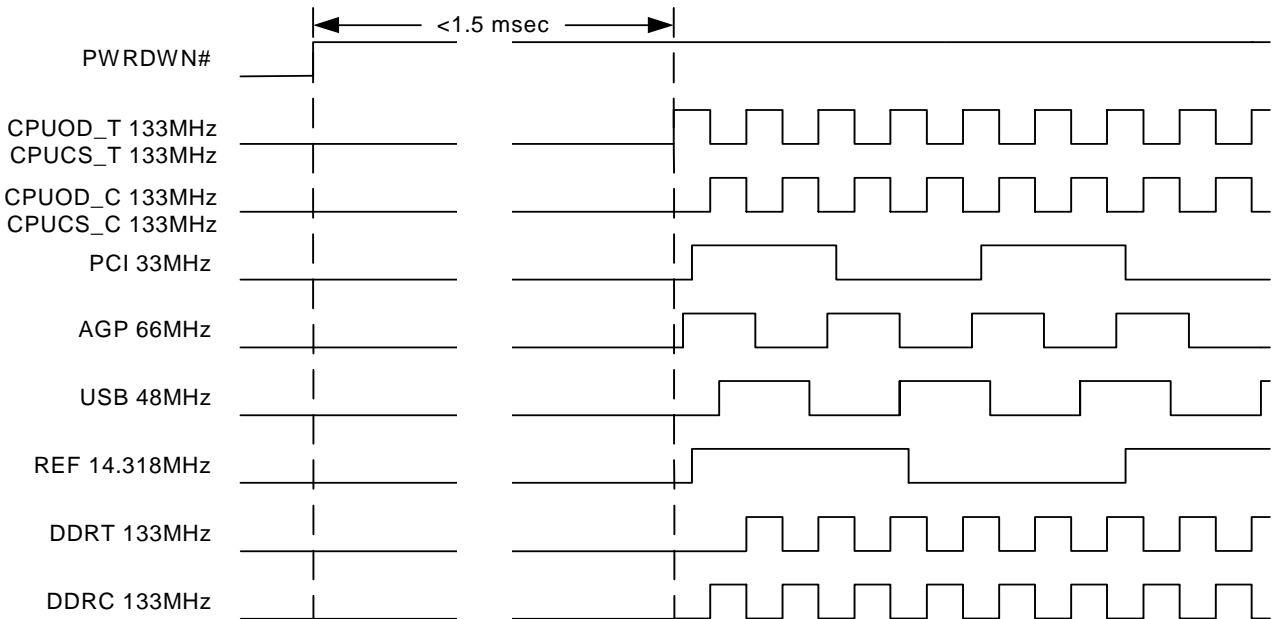 <1.5 msec
PWRDWN#
CPUOD_T 133MHz
CPUCS_T 133MHz
CPUOD_C 133MHz
CPUCS_C 133MHz
PCI 33MHz
AGP 66MHz
USB 48MHz
REF 14.318MHz
DDRT 133MHz
DDRC 133MHz